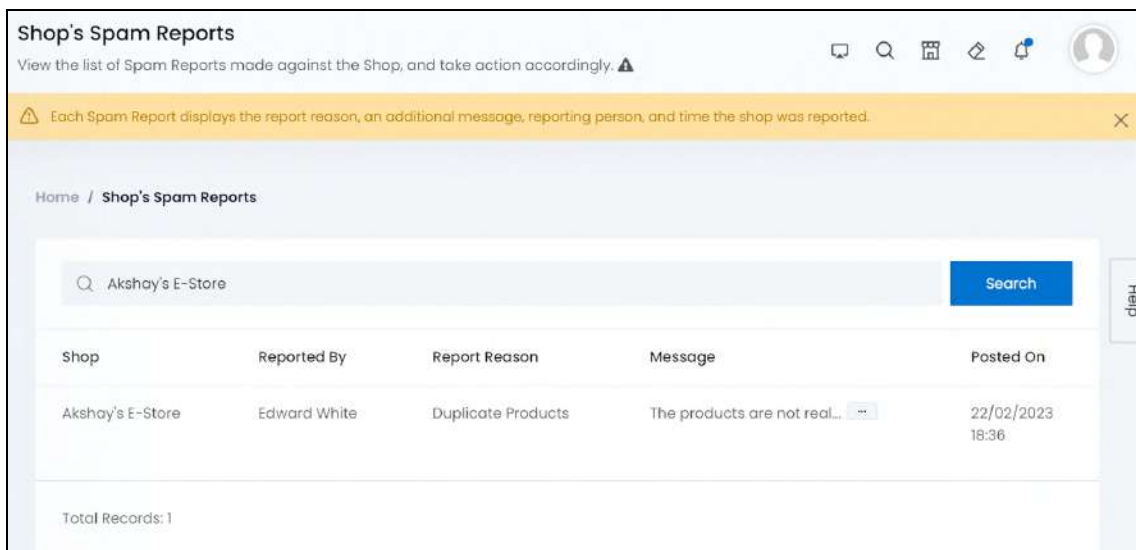 Shop's Spam Reports
View the list of Spam Reports made against the Shop, and take action accordingly.
Each Spam Report displays the report reason, an additional message, reporting person, and time the shop was reported.
Home / Shop's Spam Reports
Akshay's E-Store
Search
Help
Shop Reported By Report Reason Message Posted On
Akshay's E-Store Edward White Duplicate Products The products are not real... ... 22/02/2023
18:36
Total Records: 1